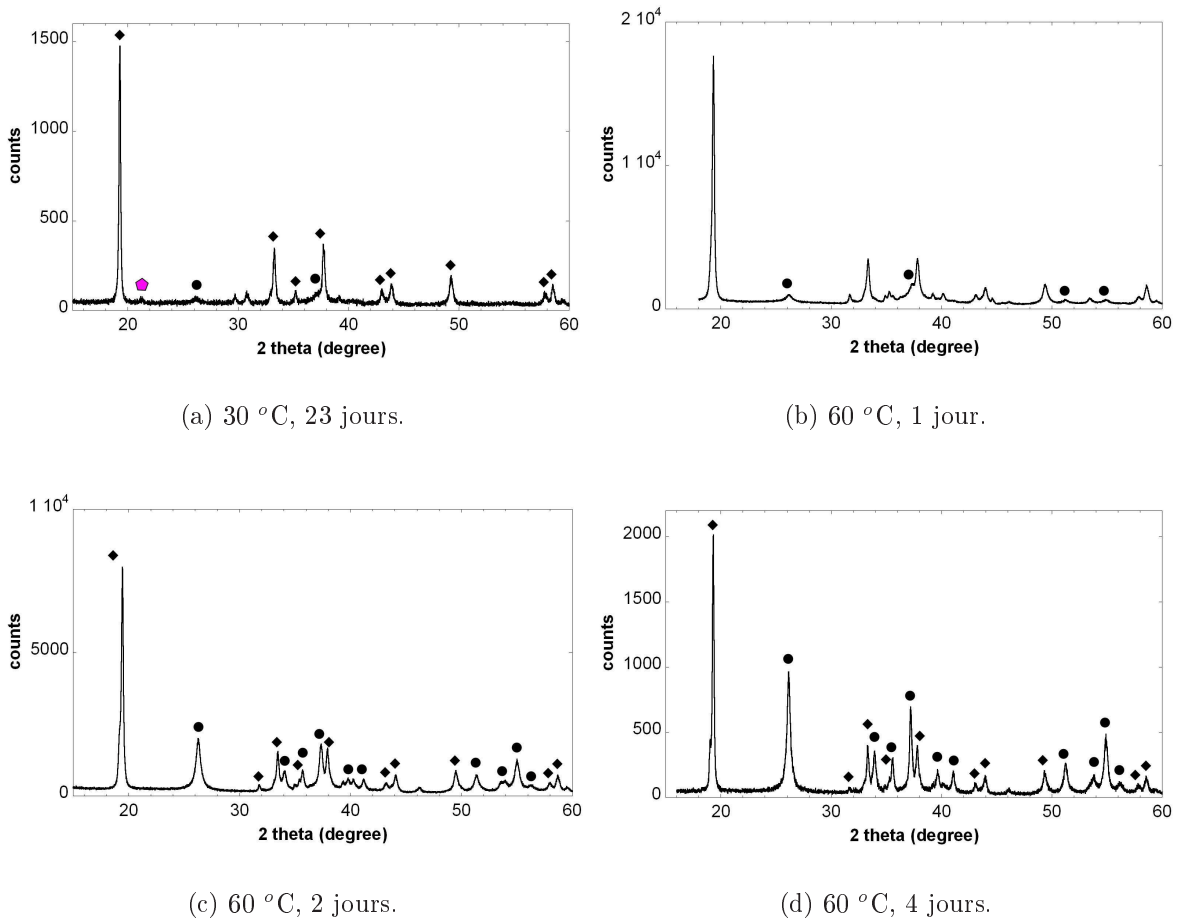 1500
1000
500
0
counts
20 30 40 50 60
2 theta (degree)
(a) 30 °C, 23 jours.
2 10⁴
1 10⁴
0
counts
20 30 40 50 60
2 theta (degree)
(b) 60 °C, 1 jour.
1 10⁴
5000
0
counts
20 30 40 50 60
2 theta (degree)
(c) 60 °C, 2 jours.
2000
1500
1000
500
0
counts
20 30 40 50 60
2 theta (degree)
(d) 60 °C, 4 jours.